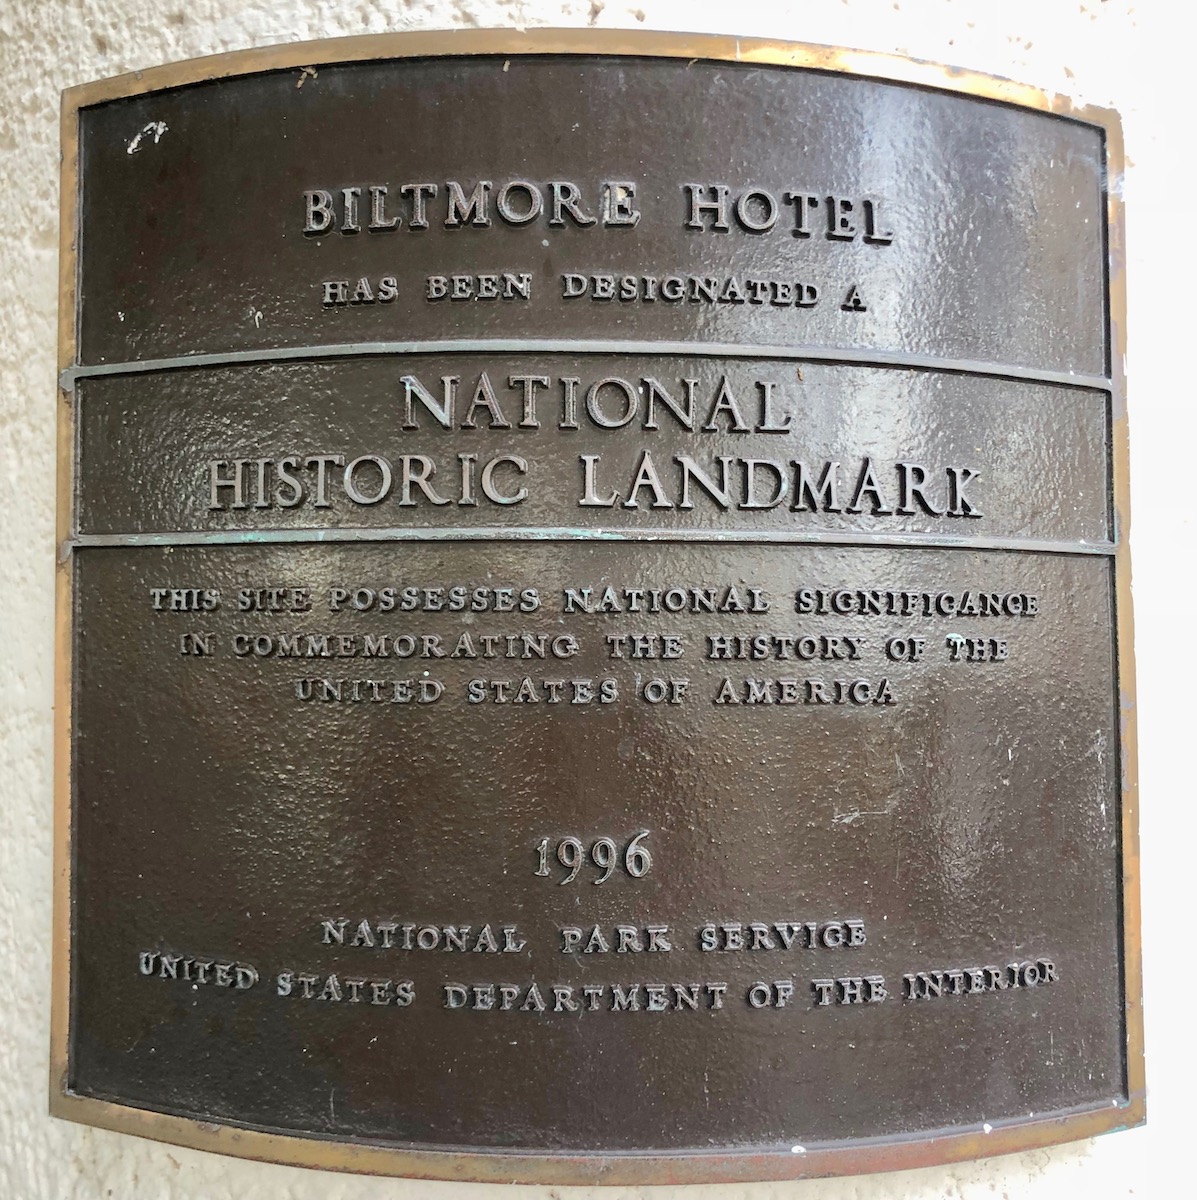 BILTMORE HOTEL
HAS BEEN DESIGNATED A
NATIONAL
HISTORIC LANDMARK
THIS SITE POSSESSES NATIONAL SIGNIFICANCE
IN COMMEMORATING THE HISTORY OF THE
UNITED STATES OF AMERICA
1996
NATIONAL PARK SERVICE
UNITED STATES DEPARTMENT OF THE INTERIOR